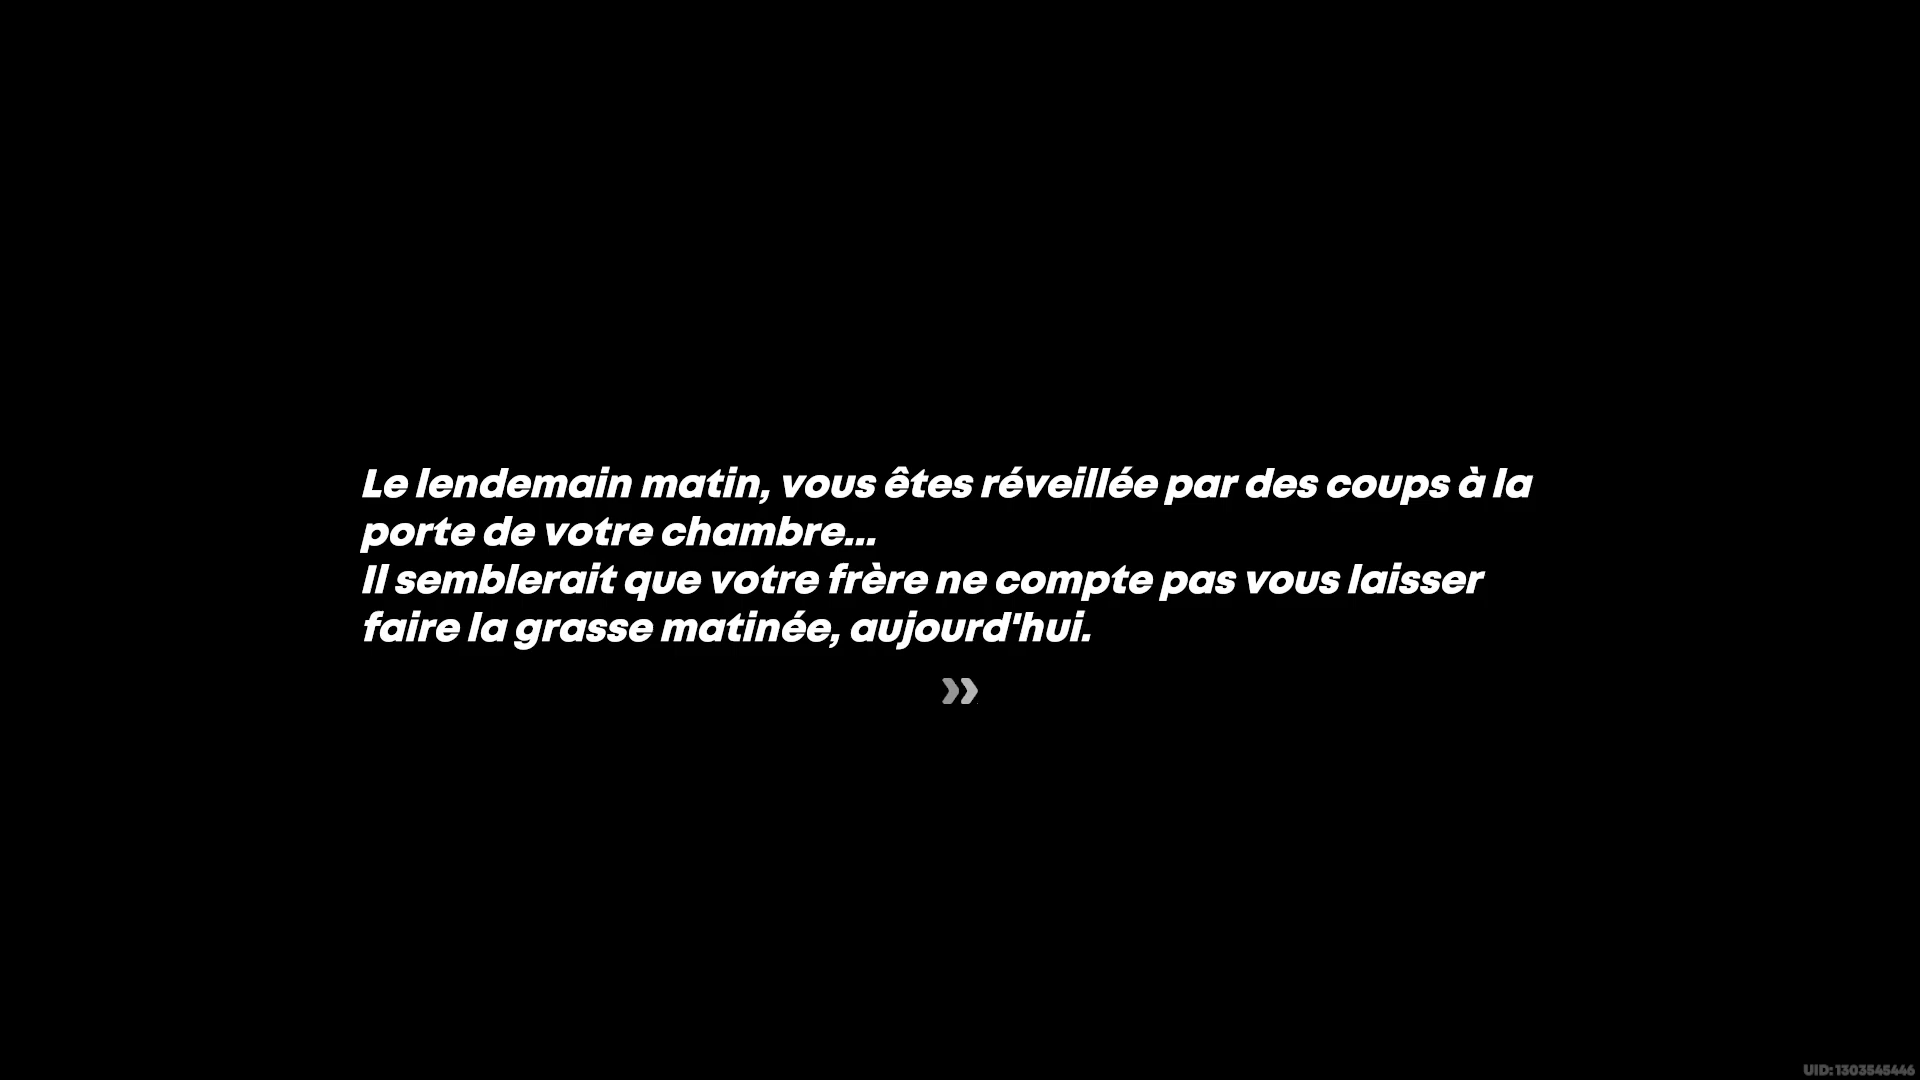 Le lendemain matin, vous êtes réveillée par des coups à la
porte de votre chambre...
Il semblerait que votre frère ne compte pas vous laisser
faire la grasse matinée, aujourd'hui.
UID: 1303545446